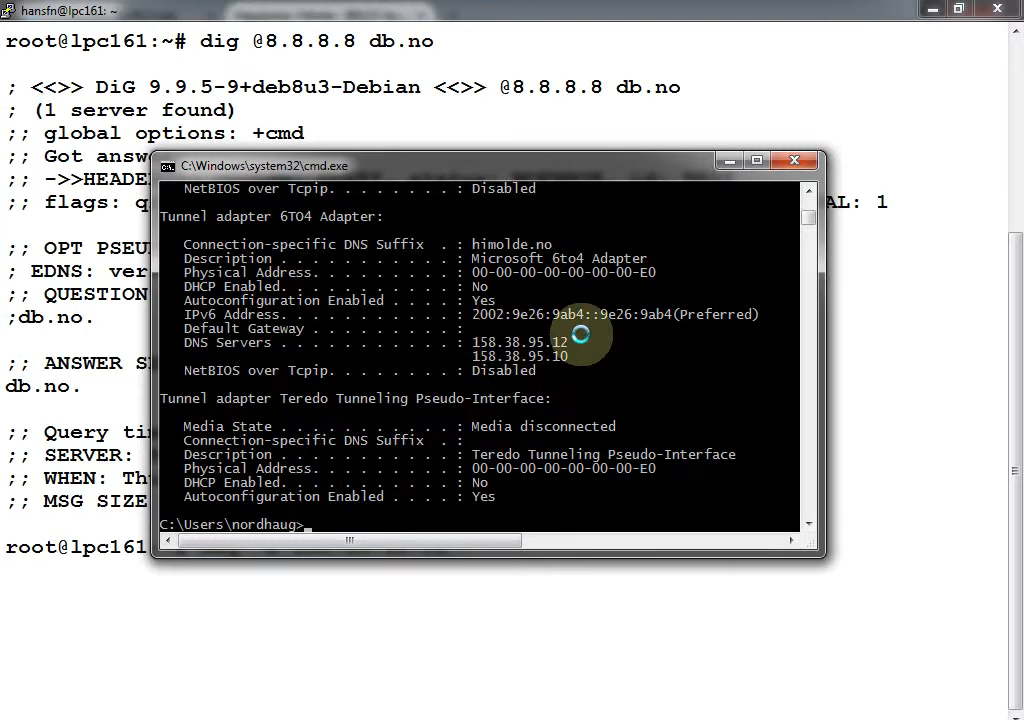 hansfn@lpc161: ~
root@lpc161:~# dig @8.8.8.8 db.no
; <<>> DiG 9.9.5-9+deb8u3-Debian <<>> @8.8.8.8 db.no
; (1 server found)
;; global options: +cmd
;; Got answ
;; ->>HEADE
;; flags: q
AL: 1
;; OPT PSEU
; EDNS: ver
;; QUESTION
;db.no.
;; ANSWER S
db.no.
;; Query ti
;; SERVER:
;; WHEN: Th
;; MSG SIZE
root@lpc161
C:\Windows\system32\cmd.exe
NetBIOS over Tcpip. . . . . . . . : Disabled
Tunnel adapter 6TO4 Adapter:
Connection-specific DNS Suffix  . : himolde.no
Description . . . . . . . . . . . : Microsoft 6to4 Adapter
Physical Address. . . . . . . . . : 00-00-00-00-00-00-00-E0
DHCP Enabled. . . . . . . . . . . : No
Autoconfiguration Enabled . . . . : Yes
IPv6 Address. . . . . . . . . . . : 2002:9e26:9ab4::9e26:9ab4(Preferred)
Default Gateway . . . . . . . . . :
DNS Servers . . . . . . . . . . . : 158.38.95.12
158.38.95.10
NetBIOS over Tcpip. . . . . . . . : Disabled
Tunnel adapter Teredo Tunneling Pseudo-Interface:
Media State . . . . . . . . . . . : Media disconnected
Connection-specific DNS Suffix  . :
Description . . . . . . . . . . . : Teredo Tunneling Pseudo-Interface
Physical Address. . . . . . . . . : 00-00-00-00-00-00-00-E0
DHCP Enabled. . . . . . . . . . . : No
Autoconfiguration Enabled . . . . : Yes
C:\Users\nordhaug>